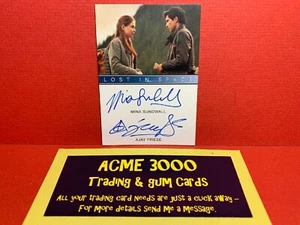 LOST IN SPACE
MINA SUNDWALL
AJAY FRIESE
ACME 3000
TRADING & GUM CARDS
ALL YOUR TRADING CARD NEEDS ARE JUST A CLICK AWAY –
FOR MORE DETAILS SEND ME A MESSAGE.